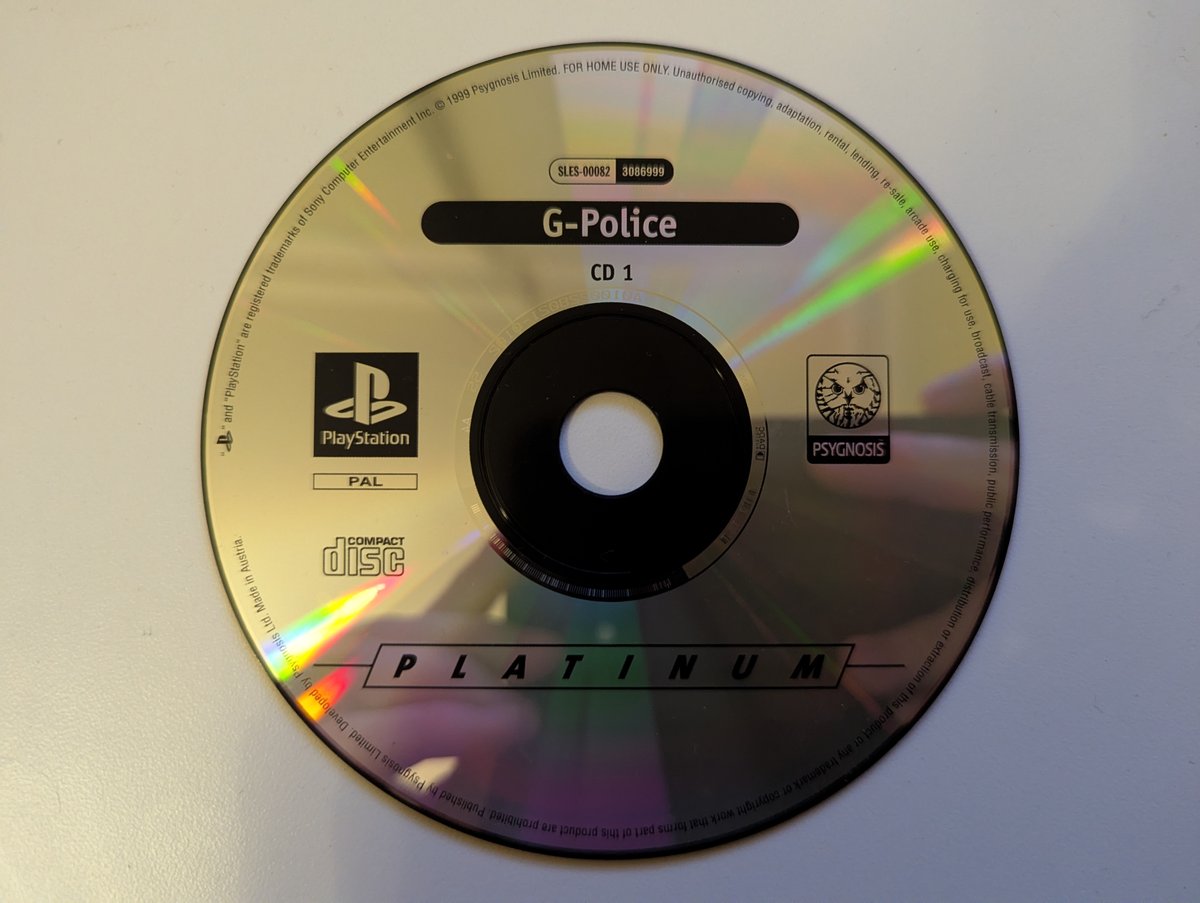 SLES-00082 3086999
G-Police
CD 1
PlayStation
PAL
COMPACT
disc
PSYGNOSIS
PLATINUM
" " and "PlayStation" are registered trademarks of Sony Computer Entertainment Inc. © 1999 Psygnosis Limited. FOR HOME USE ONLY. Unauthorised copying, adaptation, rental, lending, re-sale, arcade use, charging for use, broadcast, cable transmission, public performance, distribution or extraction of this product or any trademark or copyright work that forms part of this product are prohibited. Published by Psygnosis Limited. Developed by Psygnosis Ltd. Made in Austria.